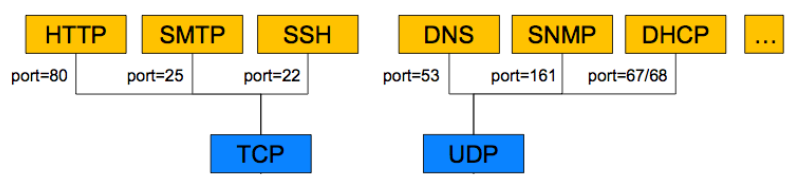 HTTP SMTP SSH DNS SNMP DHCP ...
port=80 port=25 port=22 port=53 port=161 port=67/68
TCP UDP